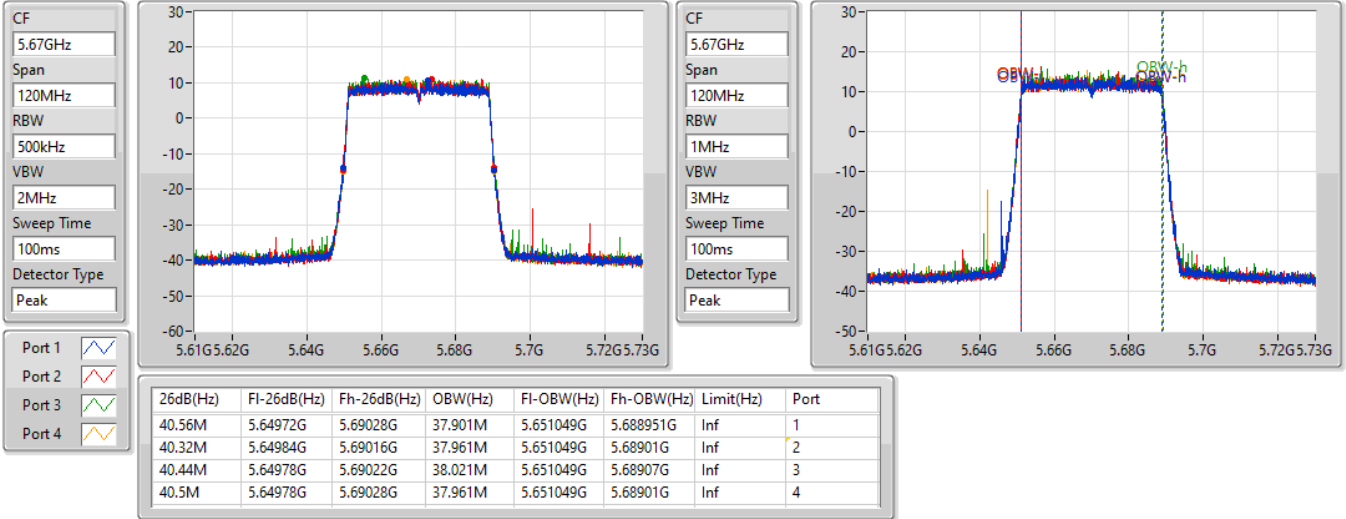 CF
5.67GHz
Span
120MHz
RBW
500kHz
VBW
2MHz
Sweep Time
100ms
Detector Type
Peak
30
20
10
0
-10
-20
-30
-40
-50
-60
5.61G 5.62G 5.64G 5.66G 5.68G 5.7G 5.72G 5.73G
CF
5.67GHz
Span
120MHz
RBW
1MHz
VBW
3MHz
Sweep Time
100ms
Detector Type
Peak
30
20
10
0
-10
-20
-30
-40
-50
OBW-h
OBW-h
5.61G 5.62G 5.64G 5.66G 5.68G 5.7G 5.72G 5.73G
Port 1
Port 2
Port 3
Port 4
26dB(Hz) Fl-26dB(Hz) Fh-26dB(Hz) OBW(Hz) Fl-OBW(Hz) Fh-OBW(Hz) Limit(Hz) Port
40.56M 5.64972G 5.69028G 37.901M 5.651049G 5.688951G Inf 1
40.32M 5.64984G 5.69016G 37.961M 5.651049G 5.68901G Inf 2
40.44M 5.64978G 5.69022G 38.021M 5.651049G 5.68907G Inf 3
40.5M 5.64978G 5.69028G 37.961M 5.651049G 5.68901G Inf 4